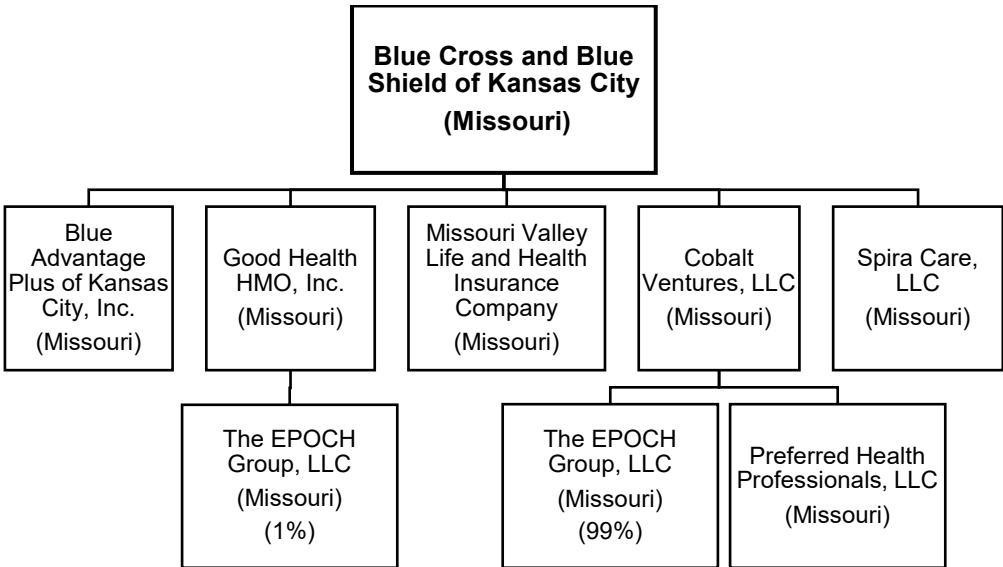 Blue Cross and Blue
Shield of Kansas City
(Missouri)
Blue
Advantage
Plus of Kansas
City, Inc.
(Missouri)
Good Health
HMO, Inc.
(Missouri)
Missouri Valley
Life and Health
Insurance
Company
(Missouri)
Cobalt
Ventures, LLC
(Missouri)
Spira Care,
LLC
(Missouri)
The EPOCH
Group, LLC
(Missouri)
(1%)
The EPOCH
Group, LLC
(Missouri)
(99%)
Preferred Health
Professionals, LLC
(Missouri)